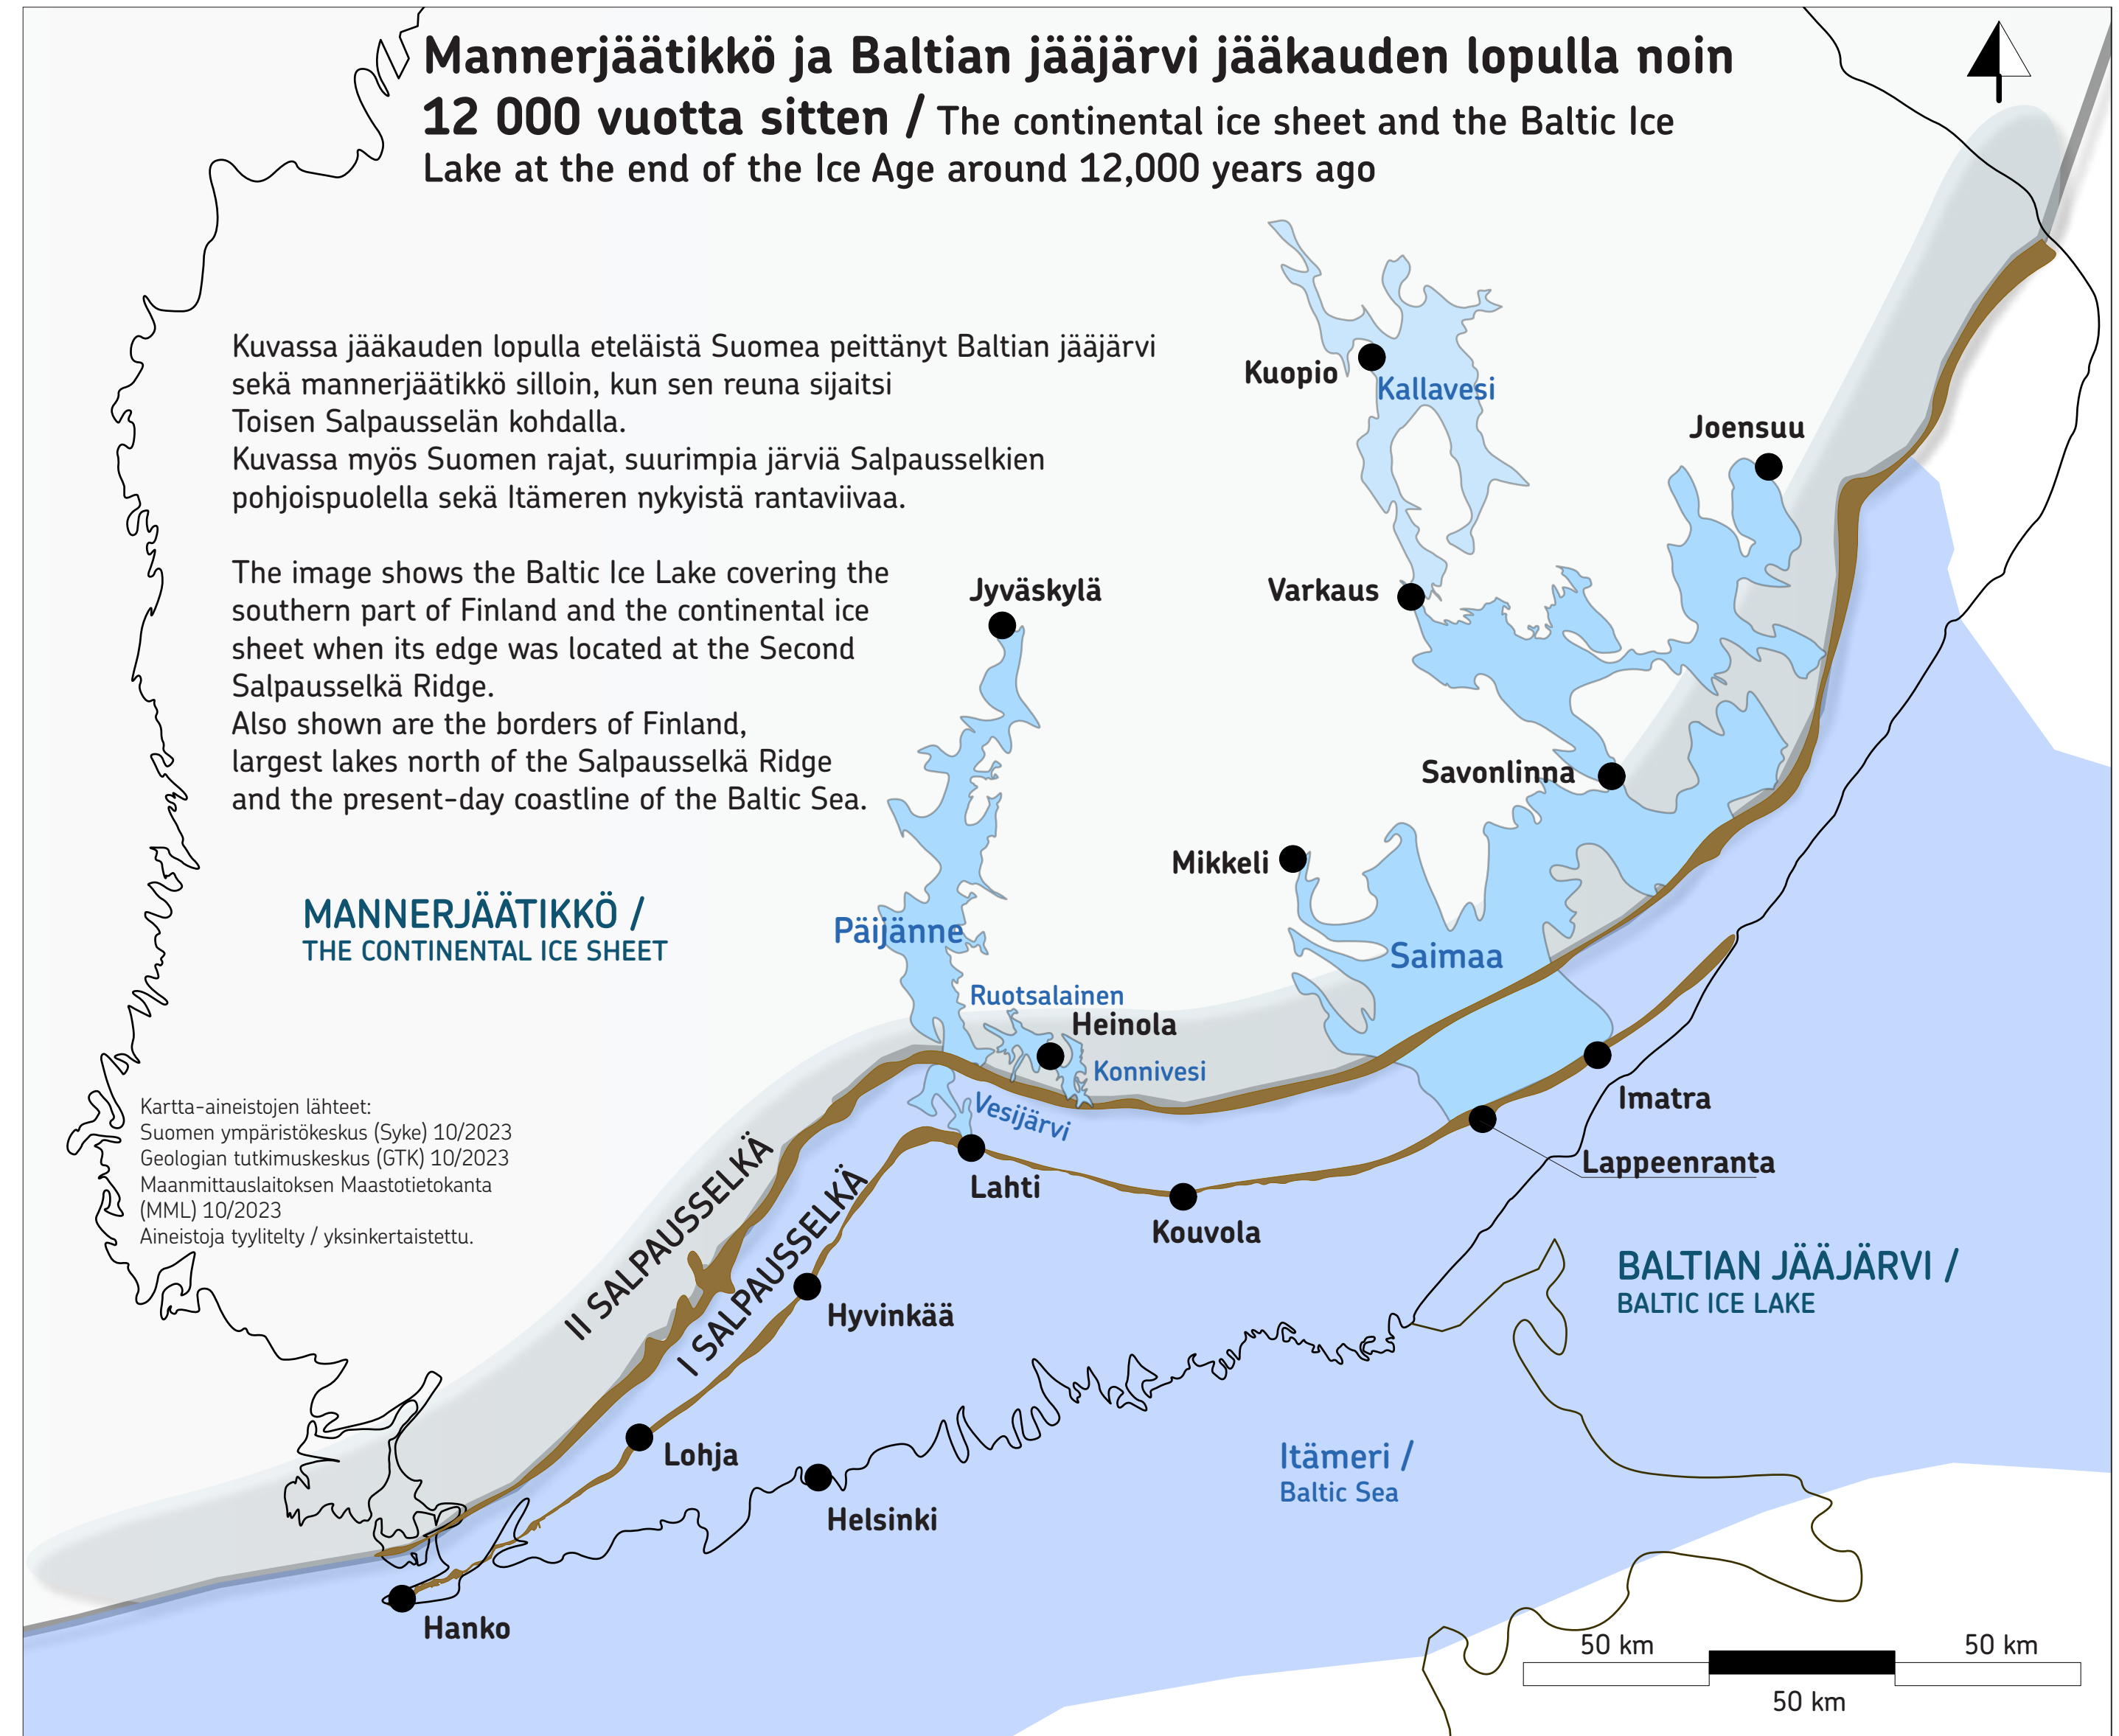 Mannerjäätikkö ja Baltian jääjärvi jääkauden lopulla noin
12 000 vuotta sitten / The continental ice sheet and the Baltic Ice
Lake at the end of the Ice Age around 12,000 years ago
Kuvassa jääkauden lopulla eteläistä Suomea peittänyt Baltian jääjärvi
sekä mannerjäätikkö silloin, kun sen reuna sijaitsi
Toisen Salpausselän kohdalla.
Kuvassa myös Suomen rajat, suurimpia järviä Salpausselkien
pohjoispuolella sekä Itämeren nykyistä rantaviivaa.
The image shows the Baltic Ice Lake covering the
southern part of Finland and the continental ice
sheet when its edge was located at the Second
Salpausselkä Ridge.
Also shown are the borders of Finland,
largest lakes north of the Salpausselkä Ridge
and the present-day coastline of the Baltic Sea.
Kuopio
Kallavesi
Joensuu
Jyväskylä
Varkaus
Savonlinna
Mikkeli
MANNERJÄÄTIKKÖ /
THE CONTINENTAL ICE SHEET
Päijänne
Saimaa
Ruotsalainen
Heinola
Konnivesi
Vesijärvi
Imatra
Lappeenranta
Lahti
Kouvola
Kartta-aineistojen lähteet:
Suomen ympäristökeskus (Syke) 10/2023
Geologian tutkimuskeskus (GTK) 10/2023
Maanmittauslaitoksen Maastotietokanta
(MML) 10/2023
Aineistoja tyylitelty / yksinkertaistettu.
II SALPAUSSELKÄ
I SALPAUSSELKÄ
Hyvinkää
BALTIAN JÄÄJÄRVI /
BALTIC ICE LAKE
Lohja
Itämeri /
Baltic Sea
Helsinki
Hanko
50 km
50 km
50 km